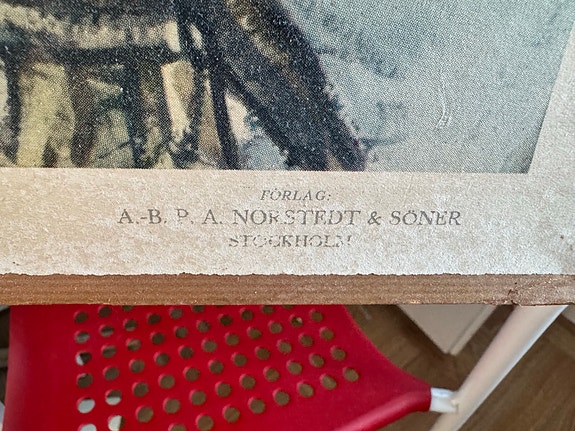 FÖRLAG:
A.-B. P. A. NORSTEDT & SÖNER
STOCKHOLM